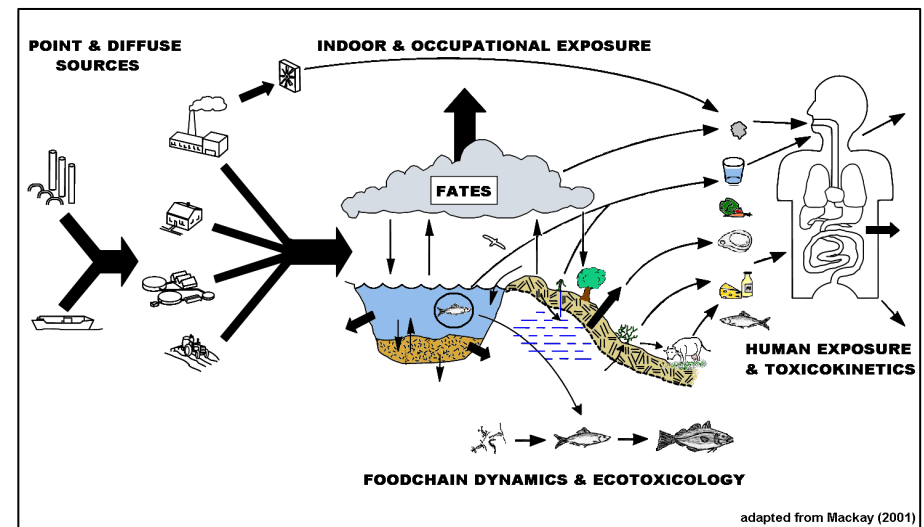 POINT & DIFFUSE
SOURCES
INDOOR & OCCUPATIONAL EXPOSURE
FATES
HUMAN EXPOSURE
& TOXICOKINETICS
FOODCHAIN DYNAMICS & ECOTOXICOLOGY
adapted from Mackay (2001)